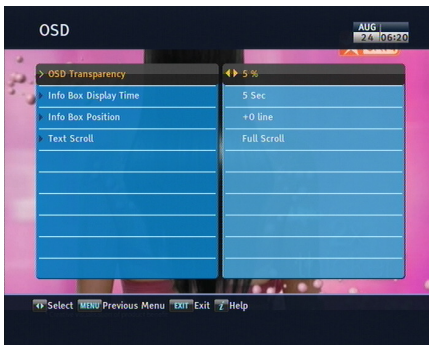 OSD
AUG
24 06:20
> OSD Transparency 5 %
Info Box Display Time 5 Sec
Info Box Position +0 line
Text Scroll Full Scroll
Select MENU Previous Menu EXIT Exit i Help